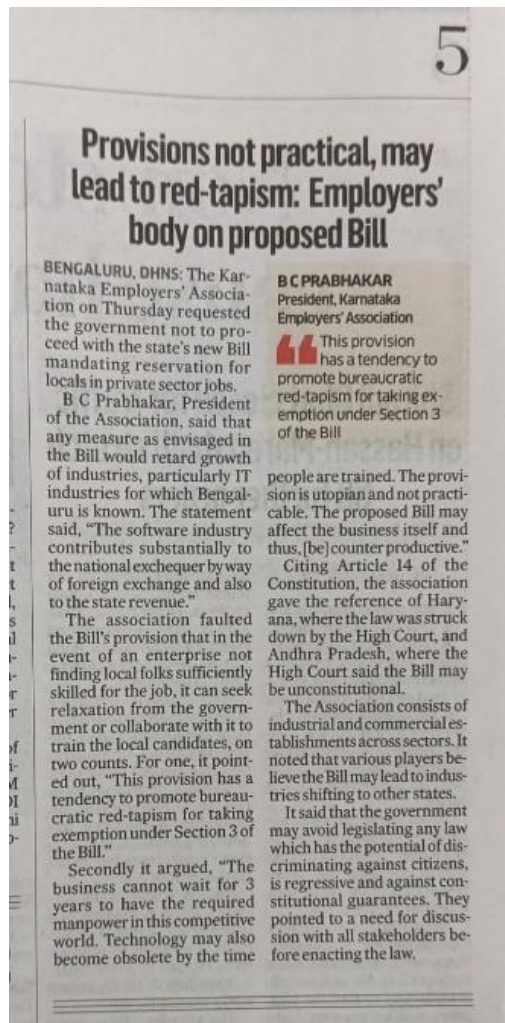 5
Provisions not practical, may
lead to red-tapism: Employers'
body on proposed Bill
BENGALURU, DHNS: The Kar-
nataka Employers' Associa-
tion on Thursday requested
the government not to pro-
ceed with the state's new Bill
mandating reservation for
locals in private sector jobs.
B C Prabhakar, President
of the Association, said that
any measure as envisaged in
the Bill would retard growth
of industries, particularly IT
industries for which Bengal-
uru is known. The statement
said, “The software industry
contributes substantially to
the national exchequer by way
of foreign exchange and also
to the state revenue.”
The association faulted
the Bill's provision that in the
event of an enterprise not
finding local folks sufficiently
skilled for the job, it can seek
relaxation from the govern-
ment or collaborate with it to
train the local candidates, on
two counts. For one, it point-
ed out, “This provision has a
tendency to promote bureau-
cratic red-tapism for taking
exemption under Section 3 of
the Bill.”
Secondly it argued, “The
business cannot wait for 3
years to have the required
manpower in this competitive
world. Technology may also
become obsolete by the time
B C PRABHAKAR
President, Karnataka
Employers' Association
“This provision
has a tendency to
promote bureaucratic
red-tapism for taking ex-
emption under Section 3
of the Bill
people are trained. The provi-
sion is utopian and not practi-
cable. The proposed Bill may
affect the business itself and
thus, [be] counter productive.”
Citing Article 14 of the
Constitution, the association
gave the reference of Hary-
ana, where the law was struck
down by the High Court, and
Andhra Pradesh, where the
High Court said the Bill may
be unconstitutional.
The Association consists of
industrial and commercial es-
tablishments across sectors. It
noted that various players be-
lieve the Bill may lead to indus-
tries shifting to other states.
It said that the government
may avoid legislating any law
which has the potential of dis-
criminating against citizens,
is regressive and against con-
stitutional guarantees. They
pointed to a need for discus-
sion with all stakeholders be-
fore enacting the law.